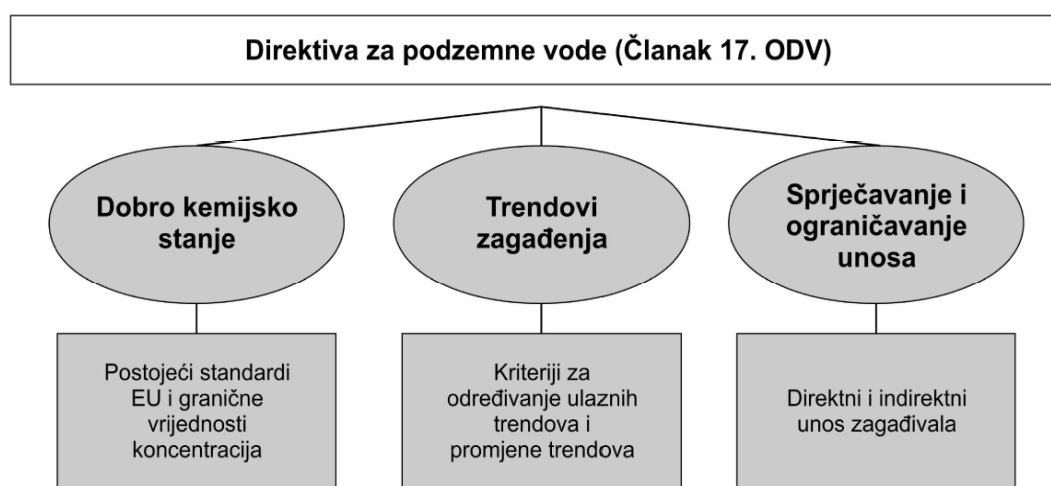 Direktiva za podzemne vode (Članak 17. ODV)
Dobro kemijsko
stanje
Trendovi
zagađenja
Sprječavanje i
ograničavanje
unosa
Postojeći standardi
EU i granične
vrijednosti
koncentracija
Kriteriji za
određivanje ulaznih
trendova i
promjene trendova
Direktni i indirektni
unos zagađivala